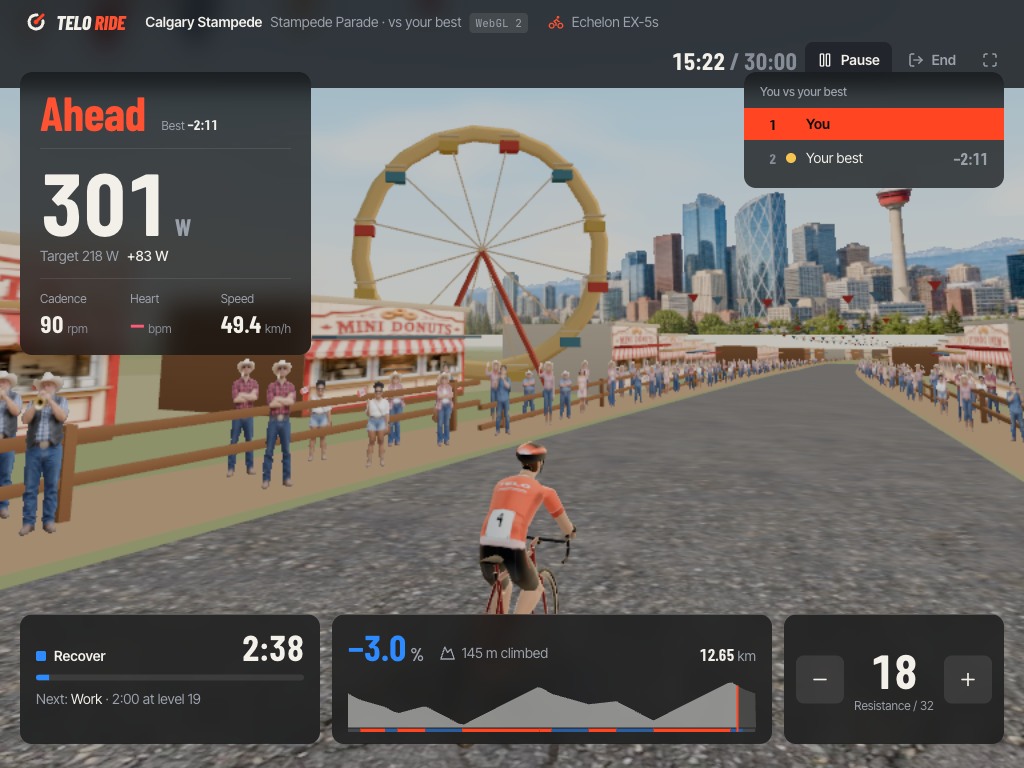 TELO RIDE Calgary Stampede Stampede Parade · vs your best WebGL 2 Echelon EX-5s
15:22 / 30:00 Pause End
Ahead Best −2:11
301 W
Target 218 W +83 W
Cadence Heart Speed
90 rpm — bpm 49.4 km/h
You vs your best
1 You
2 Your best −2:11
MINI DONUTS
TELO
4
Recover 2:38
Next: Work · 2:00 at level 19
−3.0 % 145 m climbed 12.65 km
− 18 +
Resistance / 32